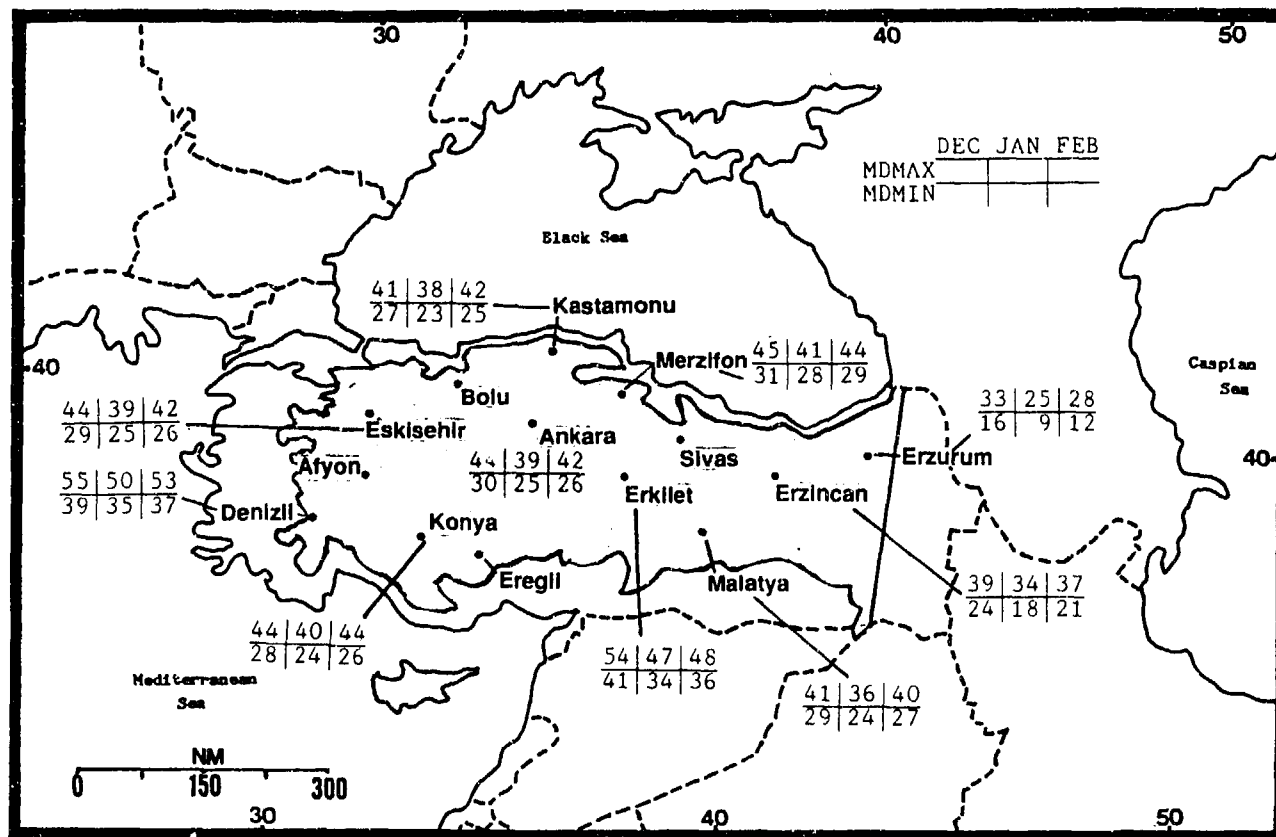 30 40 50
DEC JAN FEB
MDMAX
MDMIN
Black Sea
41 | 38 | 42
27 | 23 | 25
Kastamonu
Merzifon
45 | 41 | 44
31 | 28 | 29
40
Caspian
Sea
Bolu
33 | 25 | 28
16 | 9 | 12
44 | 39 | 42
29 | 25 | 26
Eskisehir
Ankara
44 | 39 | 42
30 | 25 | 26
Sivas
Erzurum
40
Afyon
Erkilet
Erzincan
55 | 50 | 53
39 | 35 | 37
Denizli
Konya
Eregli
Malatya
39 | 34 | 37
24 | 18 | 21
44 | 40 | 44
28 | 24 | 26
54 | 47 | 48
41 | 34 | 36
41 | 36 | 40
29 | 24 | 27
Mediterranean
Sea
NM
0 150 300
30 40 50